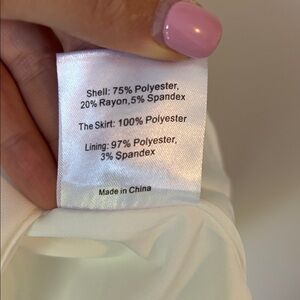 Shell: 75% Polyester,
20% Rayon,5% Spandex
The Skirt: 100% Polyester
Lining: 97% Polyester,
3% Spandex
Made in China